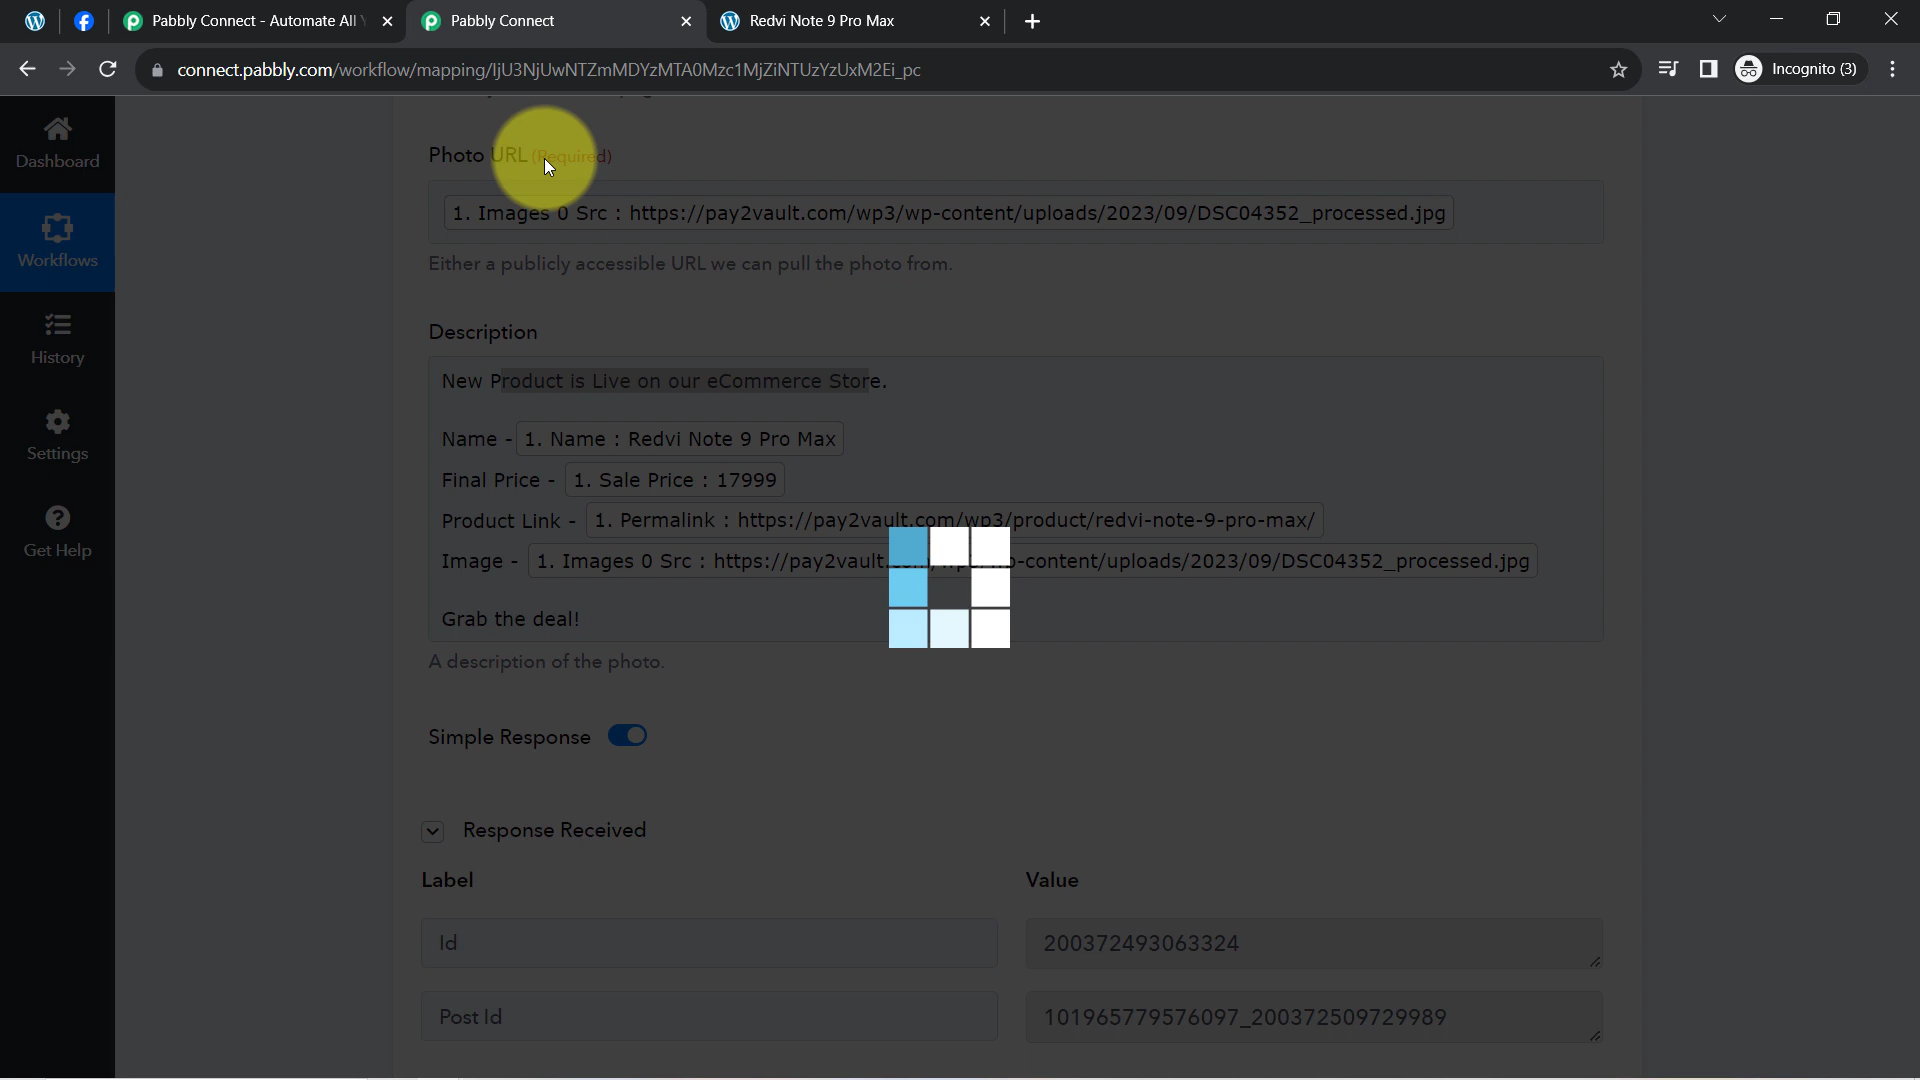 Pabbly Connect - Automate All Y
Pabbly Connect
Redvi Note 9 Pro Max
connect.pabbly.com/workflow/mapping/IjU3NjUwNTZmMDYzMTA0Mzc1MjZiNTUzYzUxM2Ei_pc
Incognito (3)
Dashboard
Workflows
History
Settings
Get Help
Photo URL (Required)
1. Images 0 Src : https://pay2vault.com/wp3/wp-content/uploads/2023/09/DSC04352_processed.jpg
Either a publicly accessible URL we can pull the photo from.
Description
New Product is Live on our eCommerce Store.
Name - 1. Name : Redvi Note 9 Pro Max
Final Price - 1. Sale Price : 17999
Product Link - 1. Permalink : https://pay2vault.com/wp3/product/redvi-note-9-pro-max/
Image - 1. Images 0 Src : https://pay2vault.com/wp3/wp-content/uploads/2023/09/DSC04352_processed.jpg
Grab the deal!
A description of the photo.
Simple Response
Response Received
Label Value
Id 200372493063324
Post Id 101965779576097_200372509729989